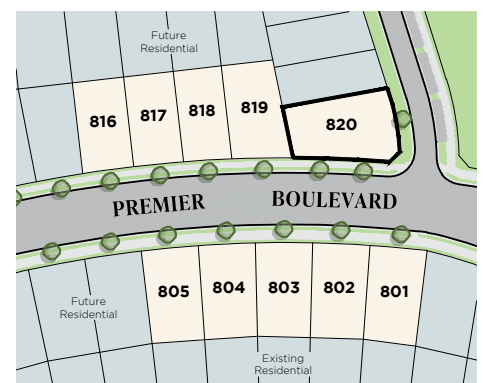 Future
Residential
816
817
818
819
820
PREMIER BOULEVARD
805
804
803
802
801
Future
Residential
Existing
Residential